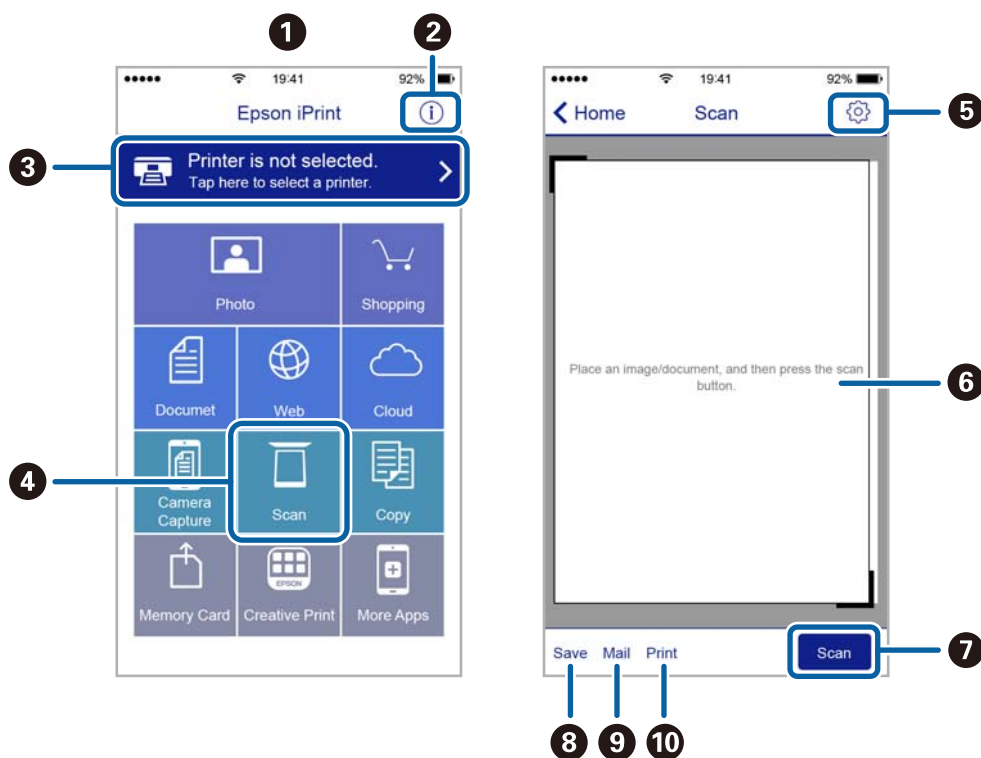 1
2
●●●●● 19:41 92%
Epson iPrint
i
3
Printer is not selected.
Tap here to select a printer.
Photo
Shopping
Documet
Web
Cloud
4
Camera
Capture
Scan
Copy
Memory Card
EPSON
Creative Print
More Apps
●●●●● 19:41 92%
Home
Scan
5
Place an image/document, and then press the scan
button.
6
Save Mail Print
Scan
7
8
9
10